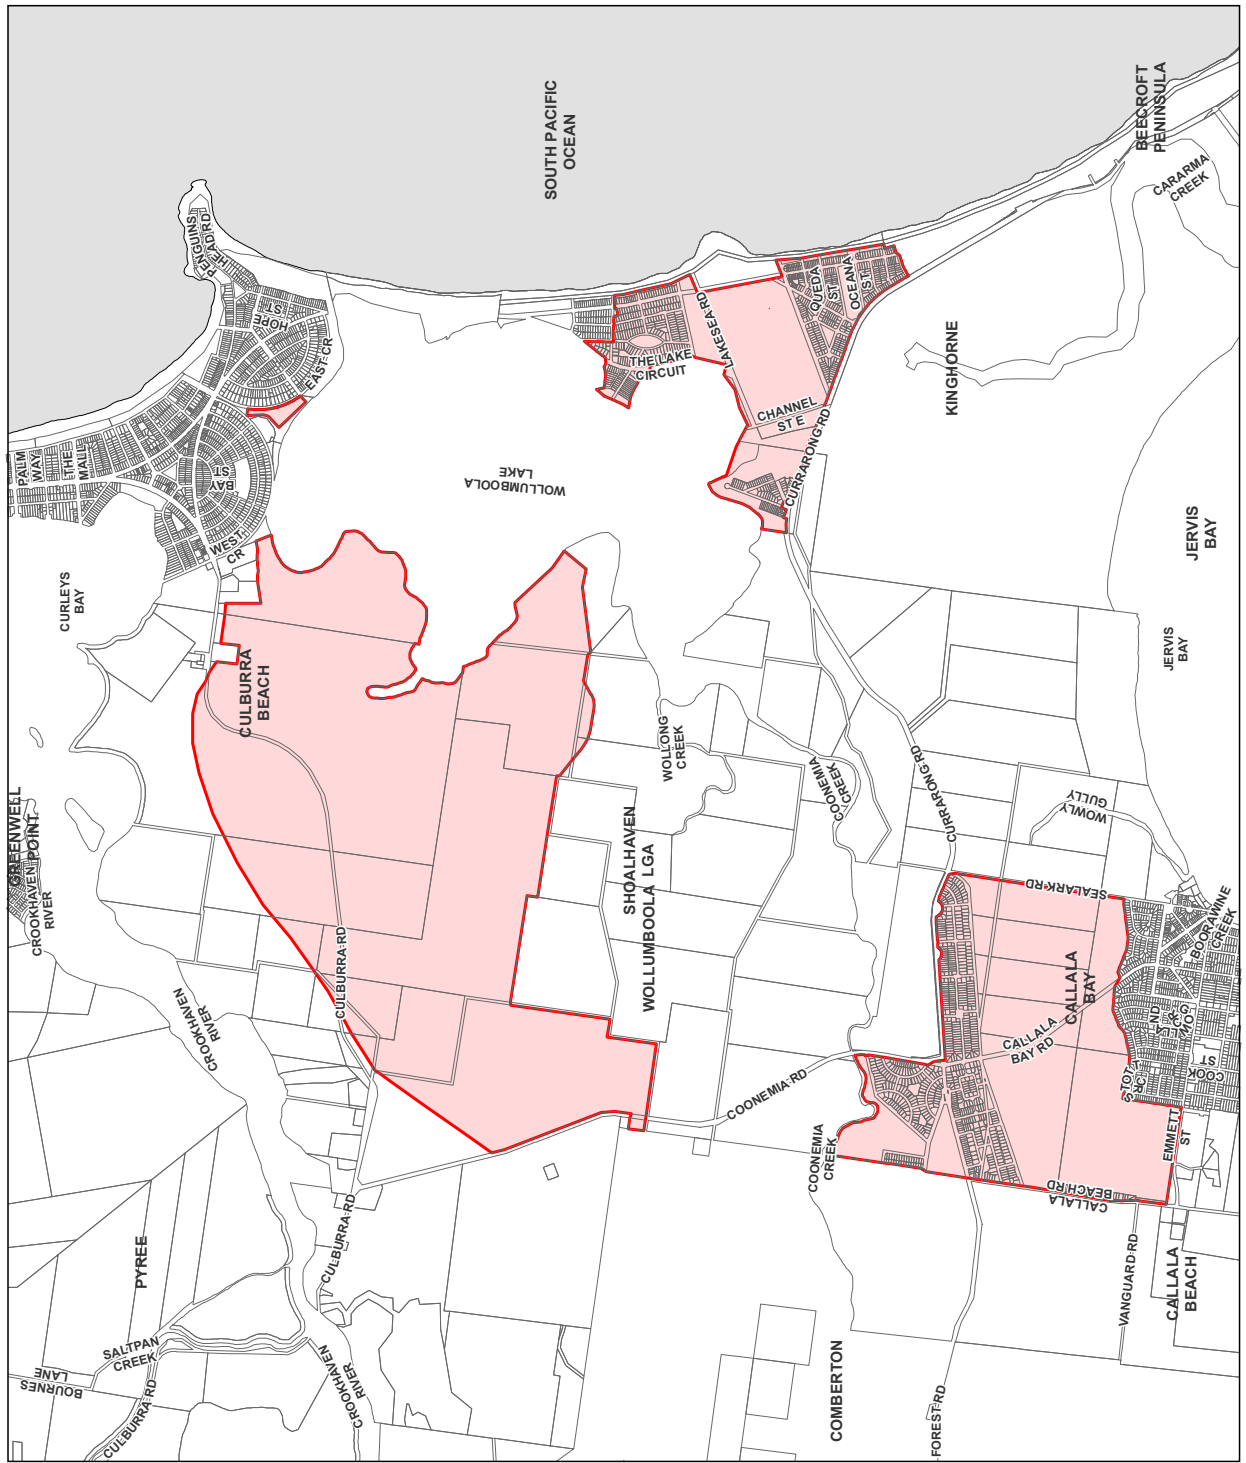 SOUTH PACIFIC
OCEAN
BEECROFT
PENINSULA
CARARMA
CREEK
PENGUINS
HEAD RD
HOPE
ST
EAST CR
PALM
WAY
THE
MALL
BAY
ST
WEST
CR
CURLEYS
BAY
WOLLUMBOOLA
LAKE
THE LAKE
CIRCUIT
LAKESEA RD
QUEDA
ST
OCEANA
ST
CHANNEL
ST E
CURRARONG RD
KINGHORNE
JERVIS
BAY
JERVIS
BAY
CULBURRA
BEACH
GREENWELL
POINT
CROOKHAVEN
RIVER
WOLLONG
CREEK
COONEMIA
CREEK
CURRARONG RD
WOWLY
GULLY
SHOALHAVEN
LGA
WOLLUMBOOLA
SEALARK RD
BOORAWINE
CREEK
CULBURRA RD
CROOKHAVEN
RIVER
CALLALA
BAY
CALLALA
BAY RD
COOK
ST
COONEMIA RD
EMMETT
ST
COONEMIA
CREEK
CALLALA
BEACH RD
CULBURRA RD
PYREE
SALTPAN
CREEK
BOURNES
LANE
CULBURRA RD
CROOKHAVEN
RIVER
VANGUARD RD
CALLALA
BEACH
COMBERTON
FOREST RD